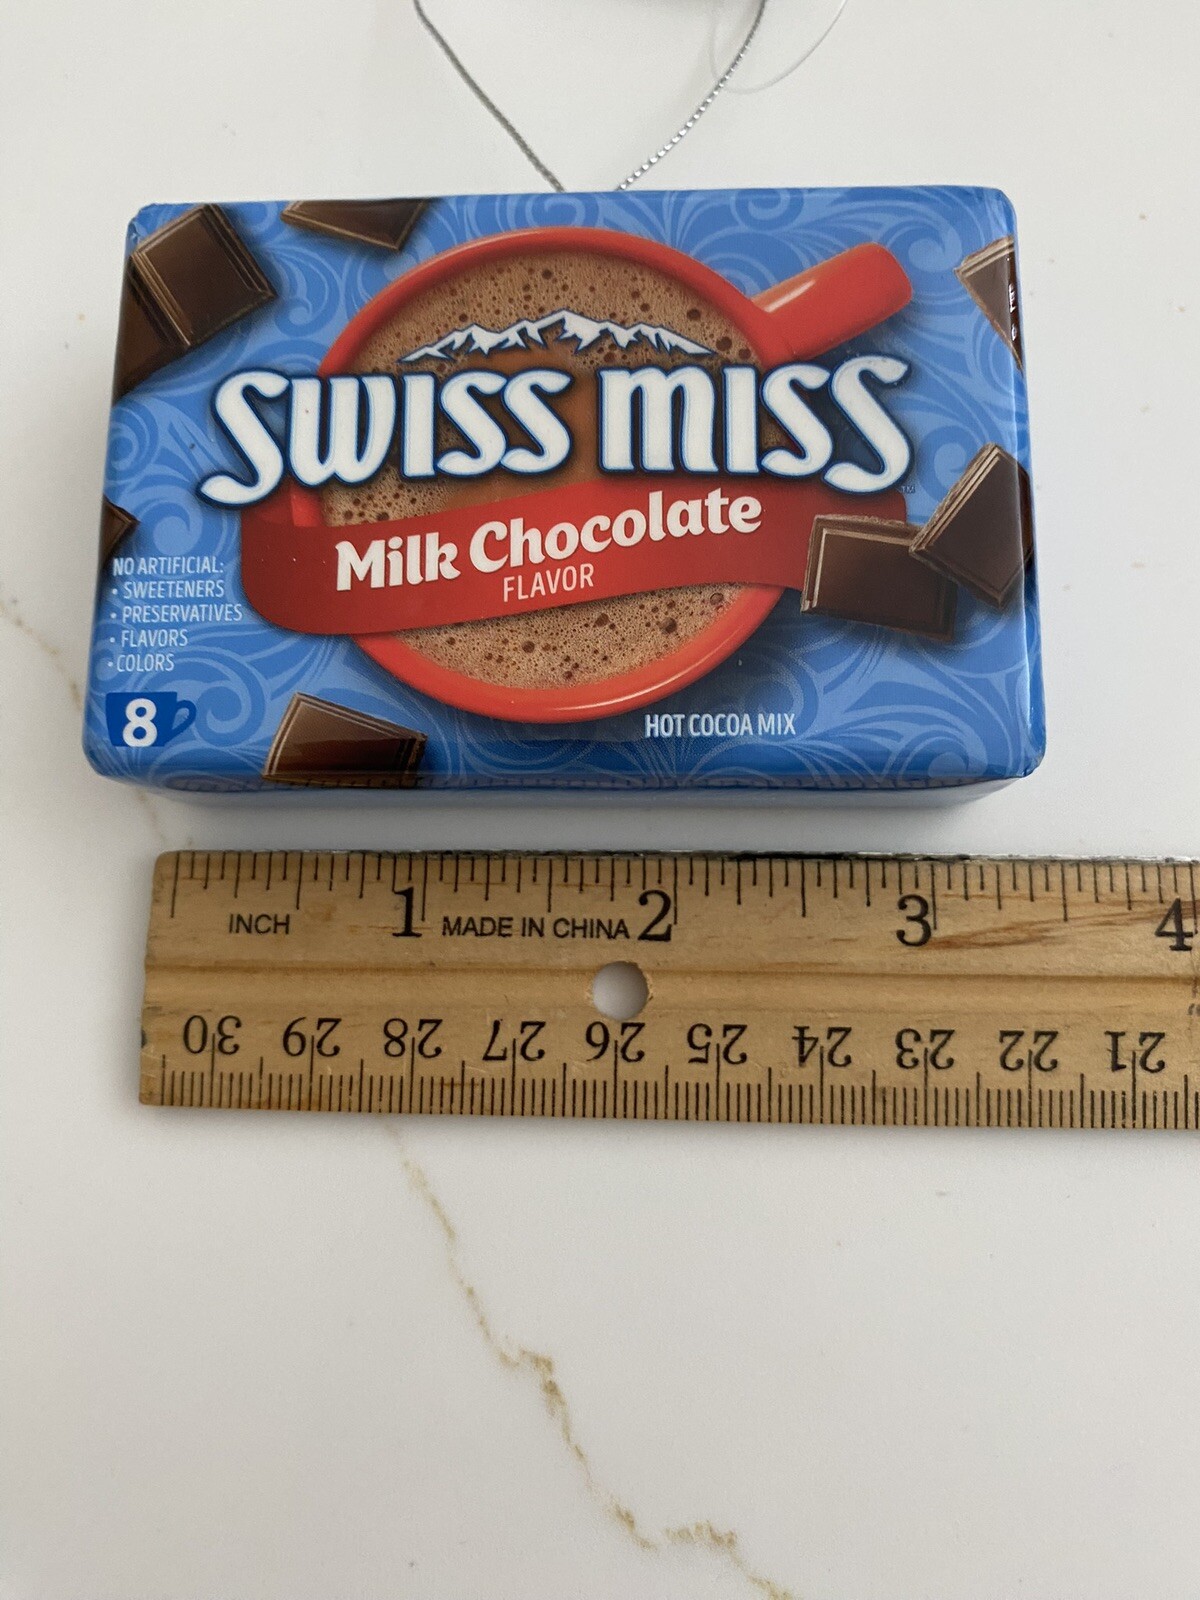 SWISS MISS
TM
Milk Chocolate
FLAVOR
NO ARTIFICIAL:
• SWEETENERS
• PRESERVATIVES
• FLAVORS
• COLORS
8
HOT COCOA MIX
1 2 3 4
INCH MADE IN CHINA
30 29 28 27 26 25 24 23 22 21